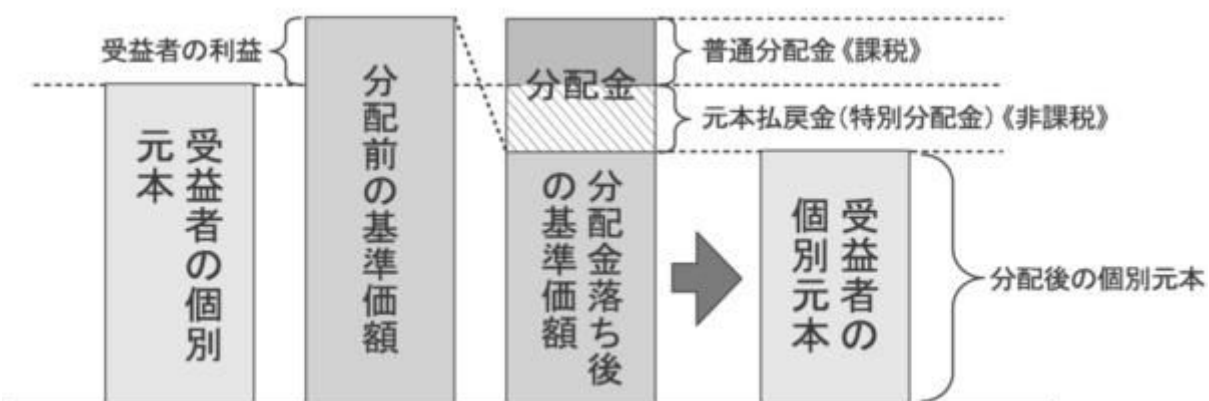 受益者の利益
受益者の個別
元本
分配前の基準価額
分配金
分配金落ち後
の基準価額
普通分配金《課税》
元本払戻金(特別分配金)《非課税》
受益者の
個別元本
分配後の個別元本